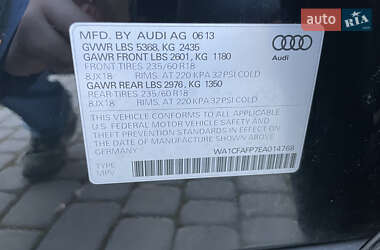 AUTO RIA
MFD. BY AUDI AG 06 13
GVWR LBS 5368, KG 2435
GAWR FRONT LBS 2601, KG 1180
FRONT TIRES 235/60 R18
8JX18 RIMS, AT 220 KPA 32 PSI COLD
GAWR REAR LBS 2976, KG 1350
REAR TIRES 235/60 R18
8JX18 RIMS, AT 220 KPA 32 PSI COLD
Audi
THIS VEHICLE CONFORMS TO ALL APPLICABLE
U.S. FEDERAL MOTOR VEHICLE SAFETY
AND THEFT PREVENTION STANDARDS
IN EFFECT ON THE DATE
OF MANUFACTURE SHOWN ABOVE.
GERMANY
WA1CFAFP7EA014768
TYPE:
MPV